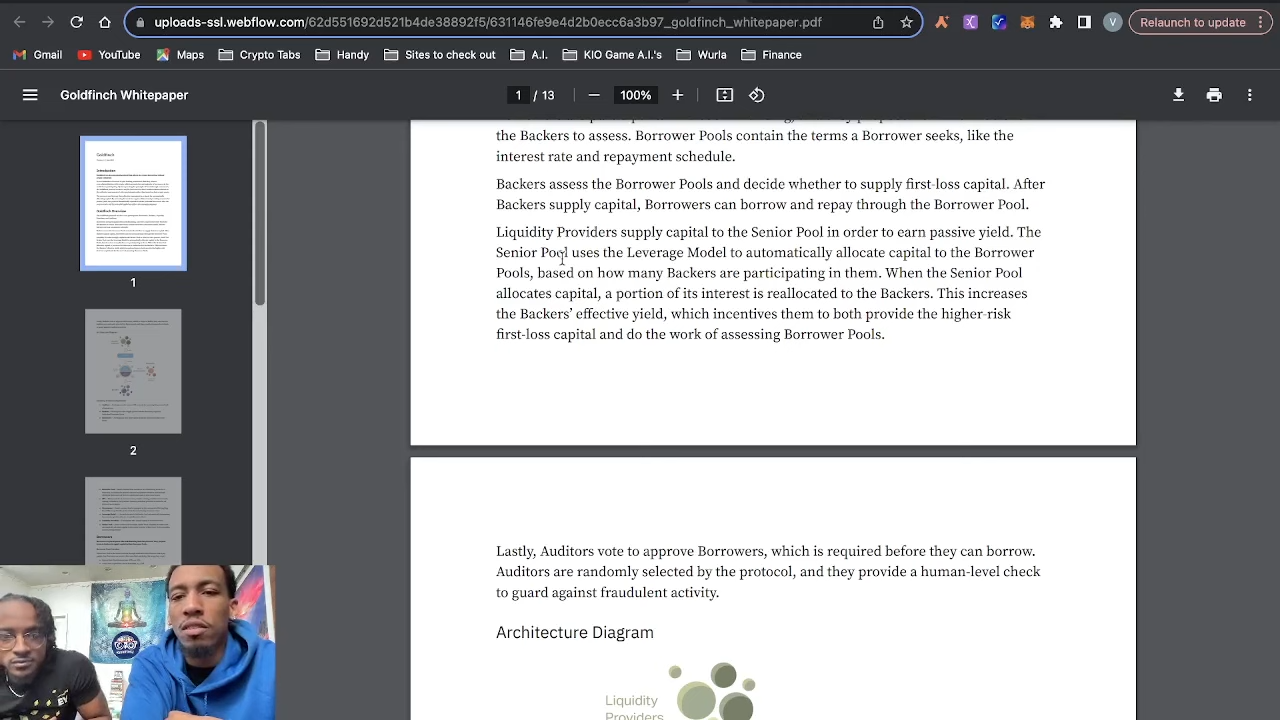 uploads-ssl.webflow.com/62d551692d521b4de38892f5/631146fe9e4d2b0ecc6a3b97_goldfinch_whitepaper.pdf
V
Relaunch to update
Gmail
YouTube
Maps
Crypto Tabs
Handy
Sites to check out
A.I.
KIO Game A.I.'s
Wurla
Finance
Goldfinch Whitepaper
1 / 13
100%
1
2
the Backers to assess. Borrower Pools contain the terms a Borrower seeks, like the
interest rate and repayment schedule.
Backers assess the Borrower Pools and decide whether to supply first-loss capital. After
Backers supply capital, Borrowers can borrow and repay through the Borrower Pool.
Liquidity Providers supply capital to the Senior Pool in order to earn passive yield. The
Senior Pool uses the Leverage Model to automatically allocate capital to the Borrower
Pools, based on how many Backers are participating in them. When the Senior Pool
allocates capital, a portion of its interest is reallocated to the Backers. This increases
the Backers' effective yield, which incentives them to both provide the higher-risk
first-loss capital and do the work of assessing Borrower Pools.
Lastly, Auditors vote to approve Borrowers, which is required before they can borrow.
Auditors are randomly selected by the protocol, and they provide a human-level check
to guard against fraudulent activity.
Architecture Diagram
Liquidity
Providers